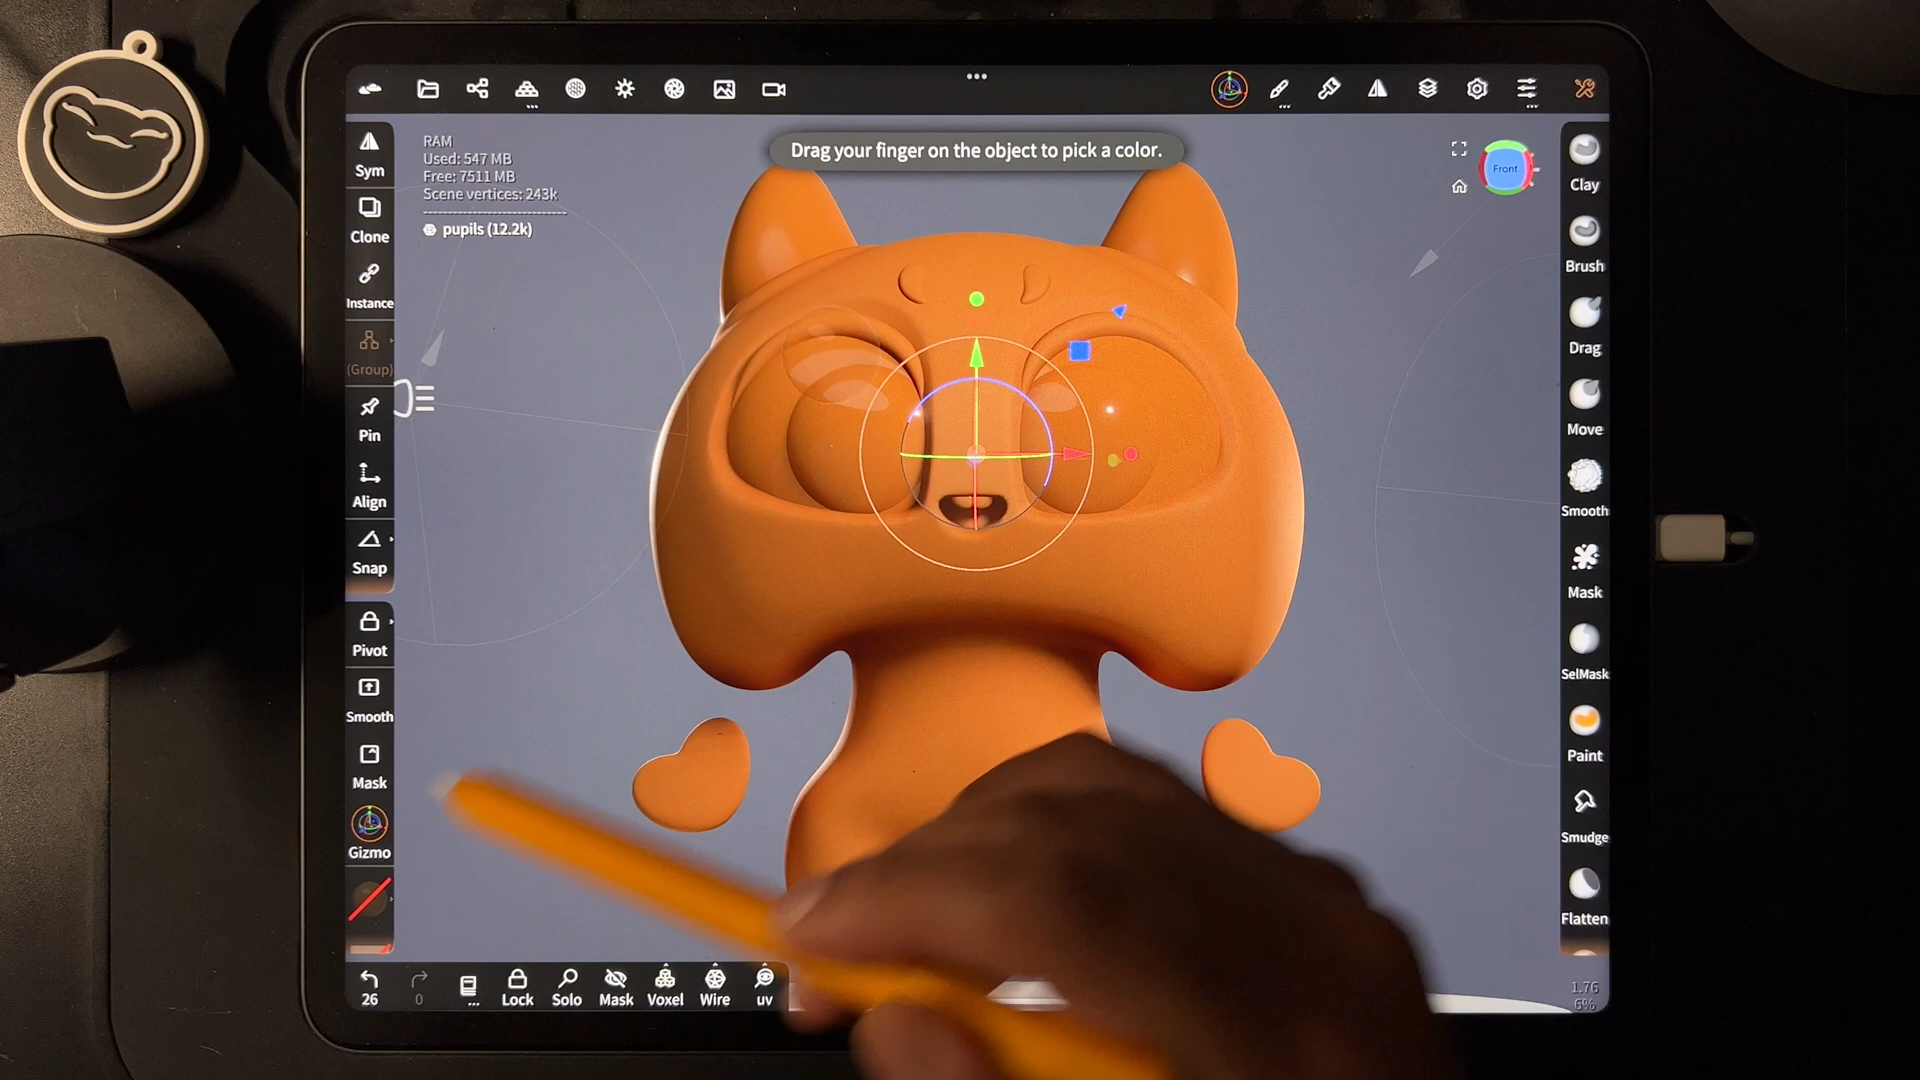 Drag your finger on the object to pick a color.
RAM
Used: 547 MB
Free: 7511 MB
Scene vertices: 243k
pupils (12.2k)
Front
Sym
Clone
Instance
(Group)
Pin
Align
Snap
Pivot
Smooth
Mask
Gizmo
Clay
Brush
Drag
Move
Smooth
Mask
SelMask
Paint
Smudge
Flatten
26
0
Lock
Solo
Mask
Voxel
Wire
uv
1.76
6%